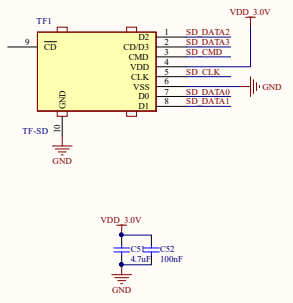 TF1
VDD_3.0V
9 CD D2 1 SD_DATA2
CD/D3 2 SD_DATA3
CMD 3 SD_CMD
VDD 4
CLK 5 SD_CLK
VSS 6 GND
D0 7 SD_DATA0
D1 8 SD_DATA1
GND
TF-SD 10
GND
VDD_3.0V
C51 C52
4.7uF 100nF
GND